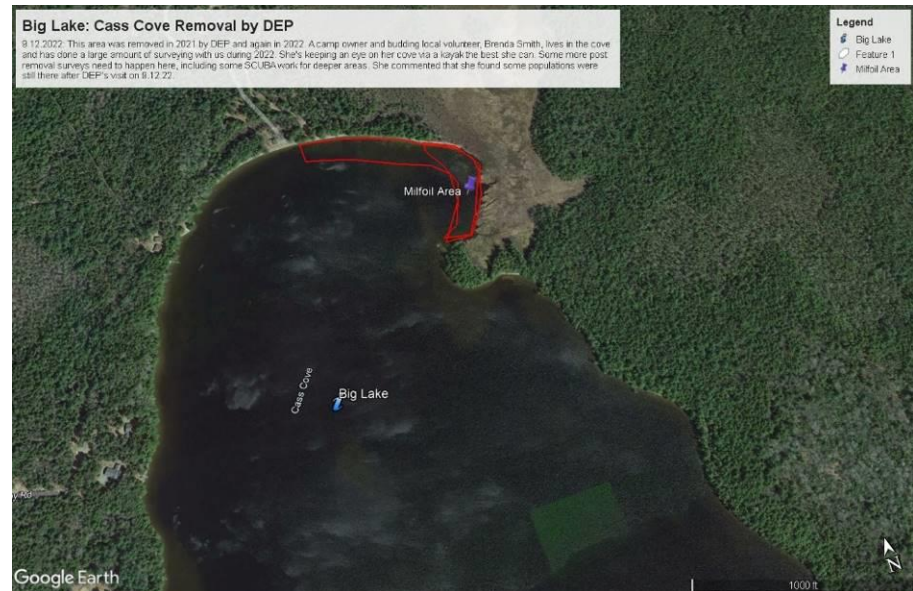 Big Lake: Cass Cove Removal by DEP
9.12.2022: This area was removed in 2021 by DEP and again in 2022. A camp owner and budding local volunteer, Brenda Smith, lives in the cove
and has done a large amount of surveying with us during 2022. She's keeping an eye on her cove via a kayak the best she can. Some more post
removal surveys need to happen here, including some SCUBA work for deeper areas. She commented that she found some populations were
still there after DEP's visit on 9.12.22.
Legend
Big Lake
Feature 1
Milfoil Area
Milfoil Area
Cass Cove
Big Lake
y Rd
N
Google Earth
1000 ft